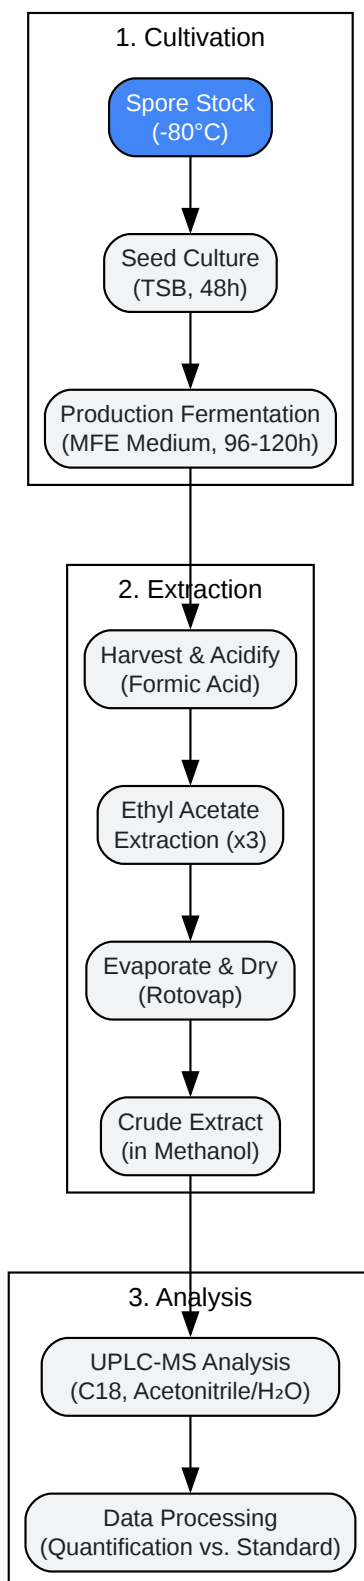 1. Cultivation
Spore Stock
(-80°C)
Seed Culture
(TSB, 48h)
Production Fermentation
(MFE Medium, 96-120h)
2. Extraction
Harvest & Acidify
(Formic Acid)
Ethyl Acetate
Extraction (x3)
Evaporate & Dry
(Rotovap)
Crude Extract
(in Methanol)
3. Analysis
UPLC-MS Analysis
(C18, Acetonitrile/H₂O)
Data Processing
(Quantification vs. Standard)